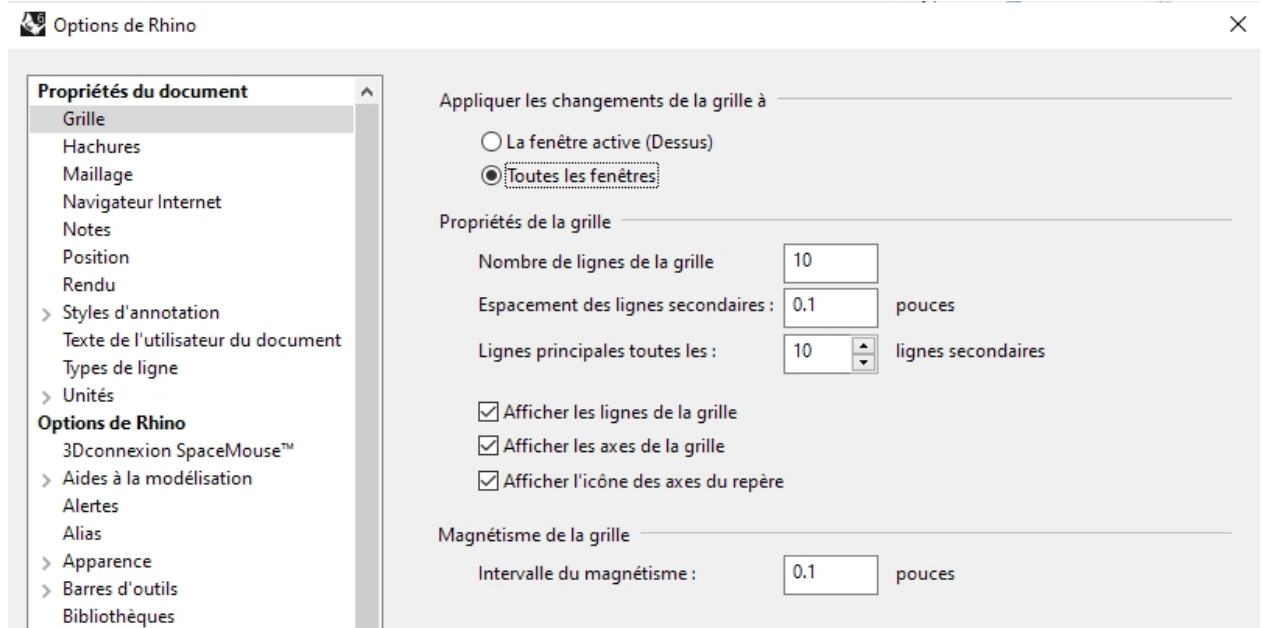 Options de Rhino
Propriétés du document
Grille
Hachures
Maillage
Navigateur Internet
Notes
Position
Rendu
Styles d'annotation
Texte de l'utilisateur du document
Types de ligne
Unités
Options de Rhino
3Dconnexion SpaceMouse™
Aides à la modélisation
Alertes
Alias
Apparence
Barres d'outils
Bibliothèques
Appliquer les changements de la grille à
La fenêtre active (Dessus)
Toutes les fenêtres
Propriétés de la grille
Nombre de lignes de la grille 10
Espacement des lignes secondaires : 0.1 pouces
Lignes principales toutes les : 10 lignes secondaires
Afficher les lignes de la grille
Afficher les axes de la grille
Afficher l'icône des axes du repère
Magnétisme de la grille
Intervalle du magnétisme : 0.1 pouces